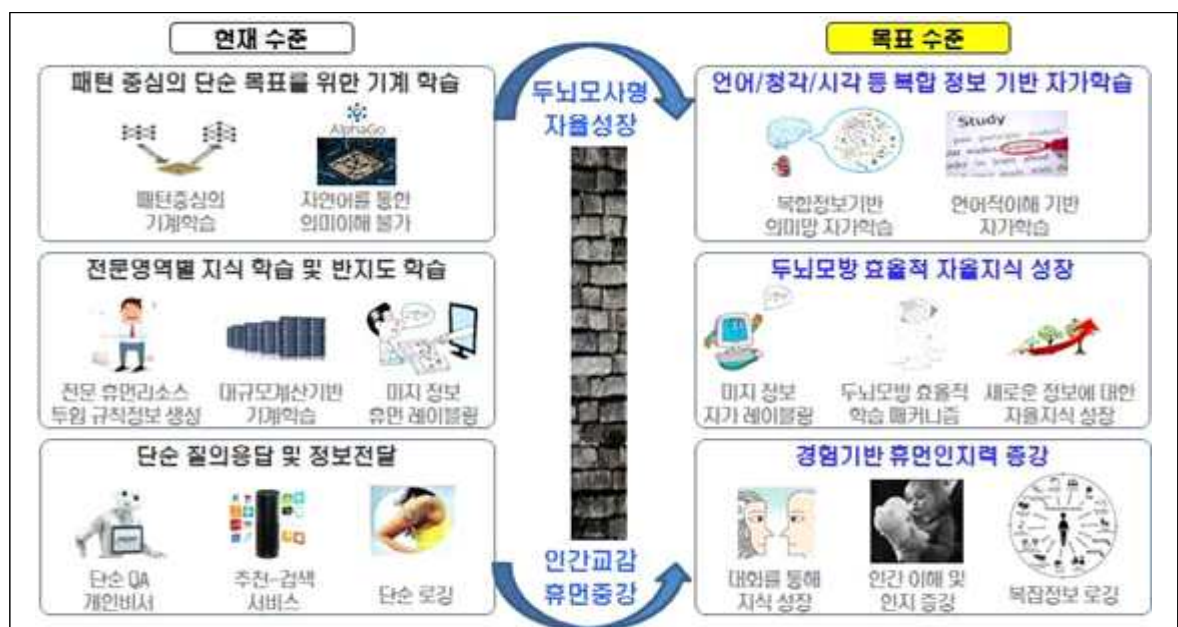 현재 수준
목표 수준
패턴 중심의 단순 목표를 위한 기계 학습
AlphaGo
패턴중심의
기계학습
자연어를 통한
의미이해 불가
두뇌모사형
자율성장
언어/청각/시각 등 복합 정보 기반 자가학습
Study
복합정보기반
의미망 자가학습
언어적이해 기반
자가학습
전문영역별 지식 학습 및 반지도 학습
전문 휴먼리소스
투입 규칙정보 생성
대규모계산기반
기계학습
미지 정보
휴먼 레이블링
두뇌모방 효율적 자율지식 성장
미지 정보
자가 레이블링
두뇌모방 효율적
학습 매커니즘
새로운 정보에 대한
자율지식 성장
단순 질의응답 및 정보전달
단순 QA
개인비서
추천-검색
서비스
단순 로깅
인간교감
휴먼증강
경험기반 휴먼인지력 증강
대화를 통해
지식 성장
인간 이해 및
인지 증강
복잡정보 로깅